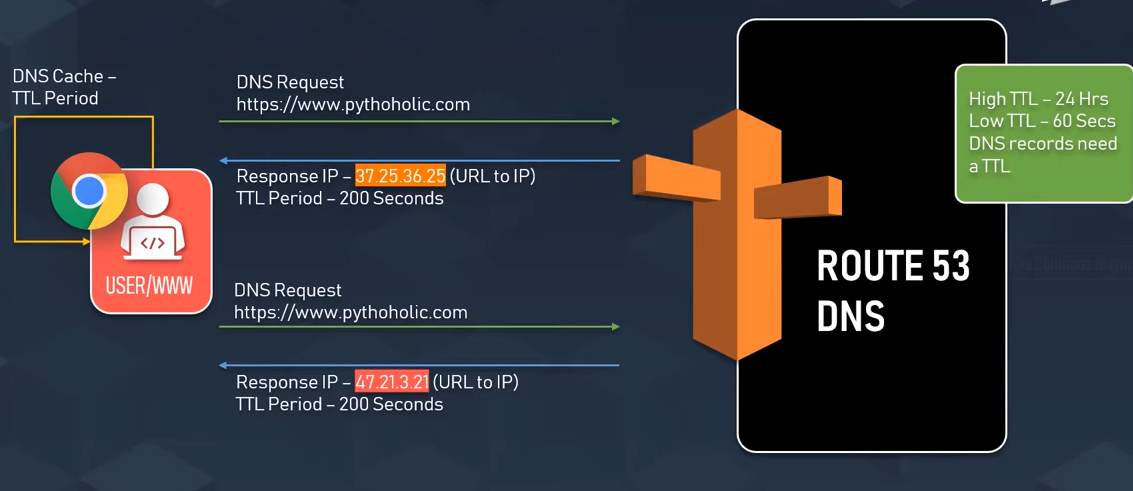 DNS Cache –
TTL Period
DNS Request
https://www.pythoholic.com
Response IP – 37.25.36.25 (URL to IP)
TTL Period – 200 Seconds
USER/WWW
DNS Request
https://www.pythoholic.com
Response IP – 47.21.3.21 (URL to IP)
TTL Period – 200 Seconds
High TTL – 24 Hrs
Low TTL – 60 Secs
DNS records need
a TTL
ROUTE 53
DNS